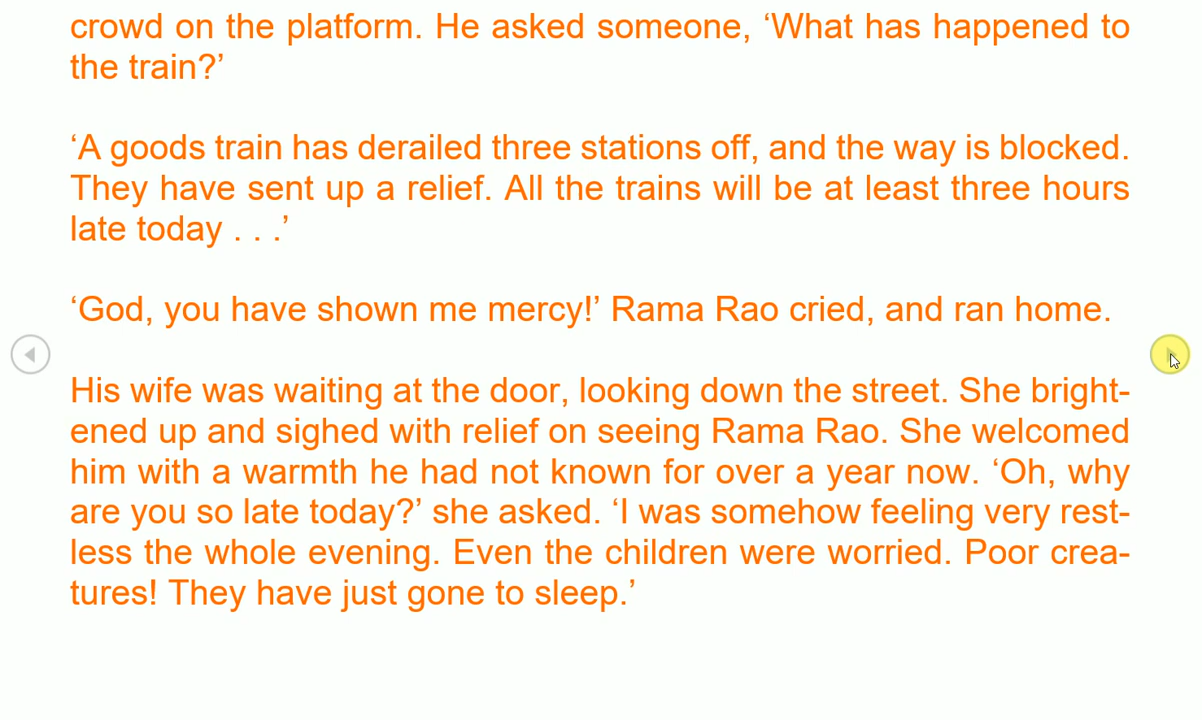 crowd on the platform. He asked someone, ‘What has happened to
the train?’
‘A goods train has derailed three stations off, and the way is blocked.
They have sent up a relief. All the trains will be at least three hours
late today . . .’
‘God, you have shown me mercy!’ Rama Rao cried, and ran home.
His wife was waiting at the door, looking down the street. She bright-
ened up and sighed with relief on seeing Rama Rao. She welcomed
him with a warmth he had not known for over a year now. ‘Oh, why
are you so late today?’ she asked. ‘I was somehow feeling very rest-
less the whole evening. Even the children were worried. Poor crea-
tures! They have just gone to sleep.’